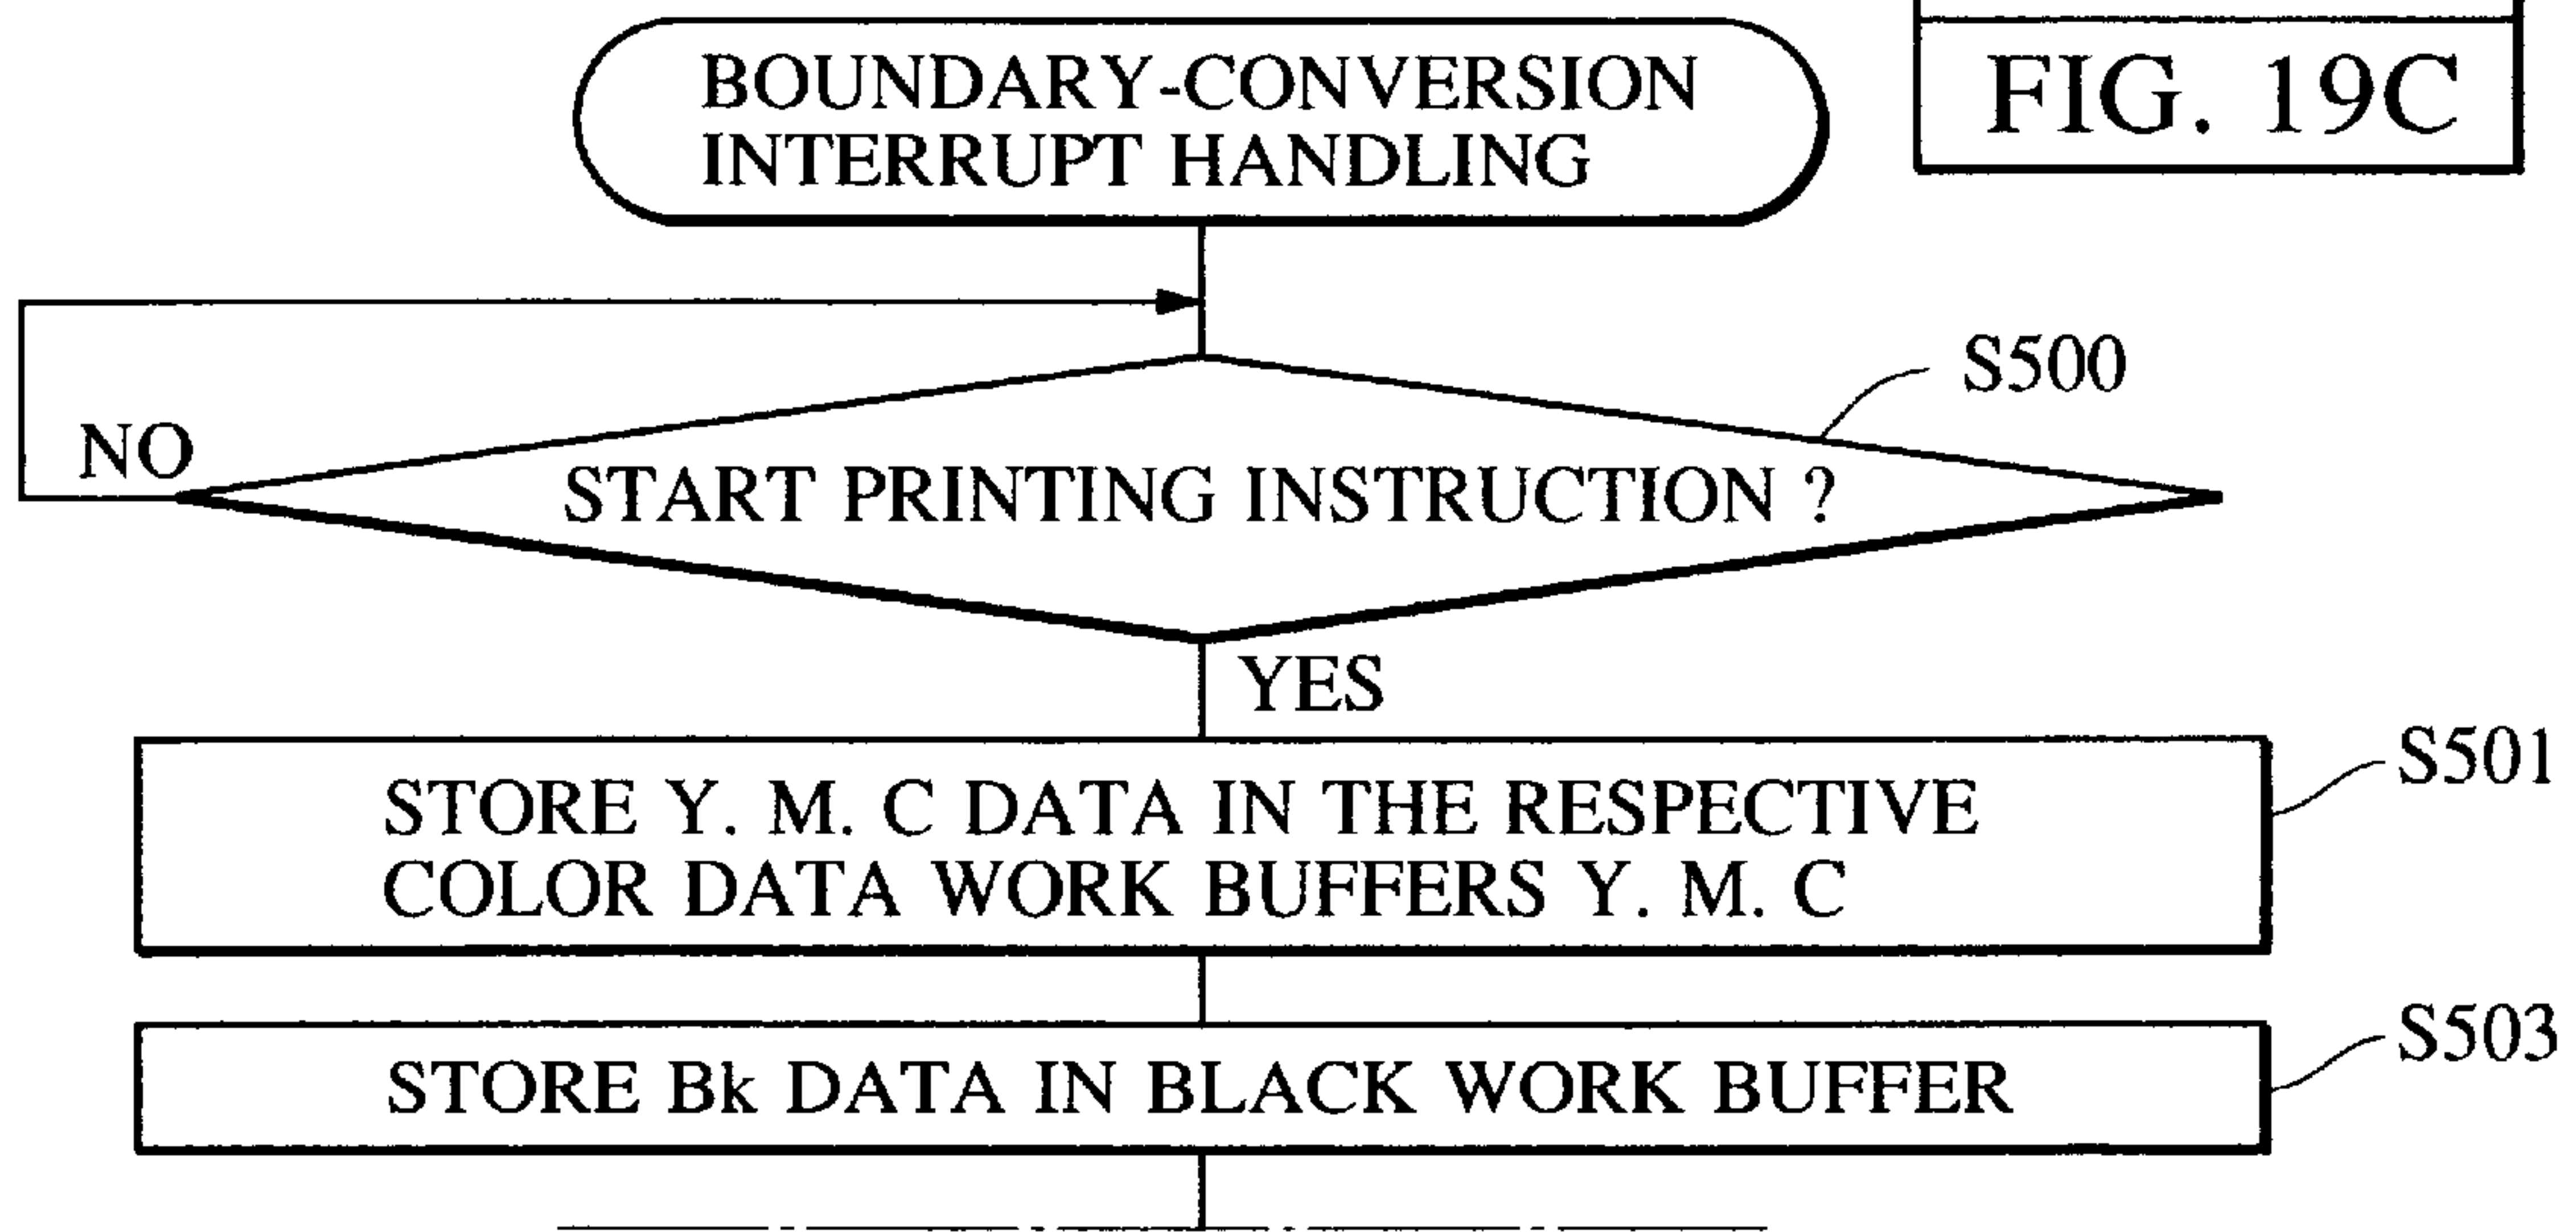 BOUNDARY-CONVERSION
INTERRUPT HANDLING
FIG. 19C
S500
NO
START PRINTING INSTRUCTION ?
YES
S501
STORE Y. M. C DATA IN THE RESPECTIVE
COLOR DATA WORK BUFFERS Y. M. C
S503
STORE Bk DATA IN BLACK WORK BUFFER